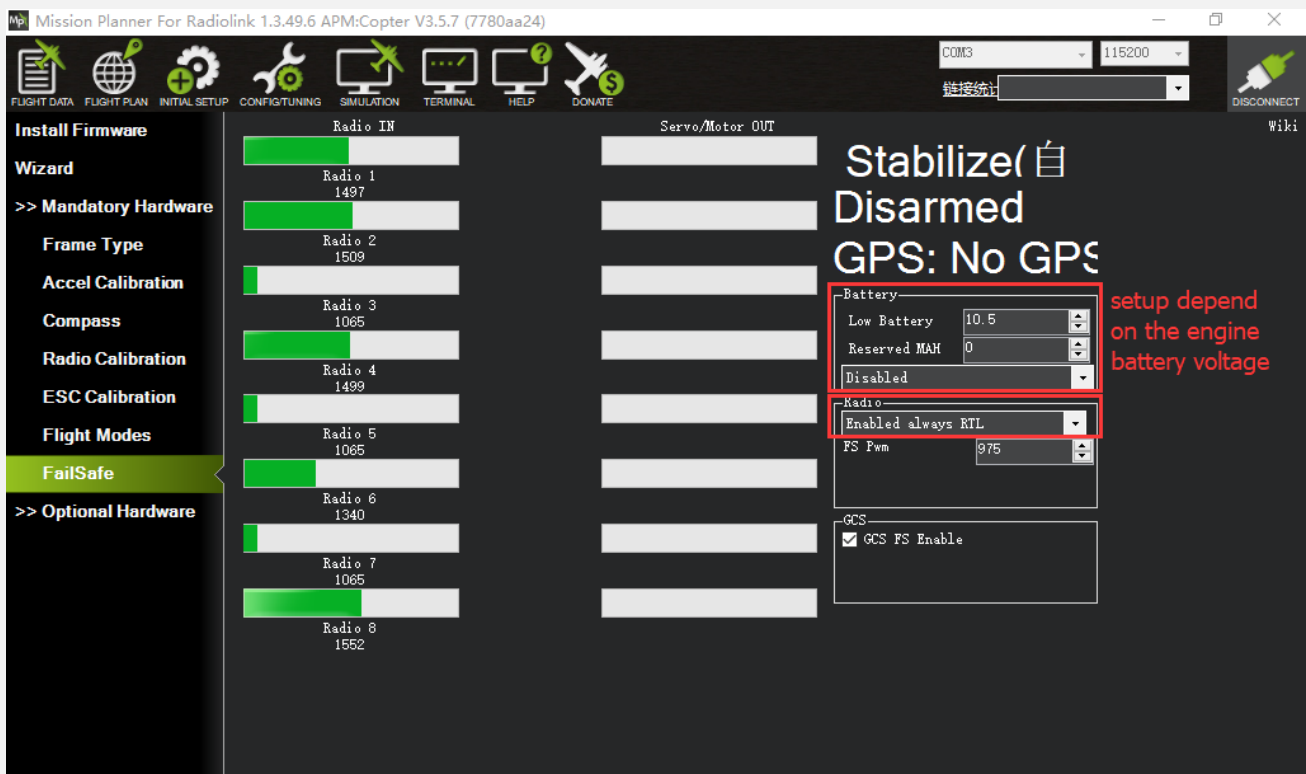 Mission Planner For Radiolink 1.3.49.6 APM:Copter V3.5.7 (7780aa24)
FLIGHT DATA FLIGHT PLAN INITIAL SETUP CONFIG/TUNING SIMULATION TERMINAL HELP DONATE
COM3 115200
链接统计
DISCONNECT
Install Firmware
Wizard
>> Mandatory Hardware
Frame Type
Accel Calibration
Compass
Radio Calibration
ESC Calibration
Flight Modes
FailSafe
>> Optional Hardware
Radio IN
Radio 1
1497
Radio 2
1509
Radio 3
1065
Radio 4
1499
Radio 5
1065
Radio 6
1340
Radio 7
1065
Radio 8
1552
Servo/Motor OUT
Wiki
Stabilize(自
Disarmed
GPS: No GPS
Battery
Low Battery 10.5
Reserved MAH 0
Disabled
Radio
Enabled always RTL
FS Pwm 975
GCS
GCS FS Enable
setup depend
on the engine
battery voltage